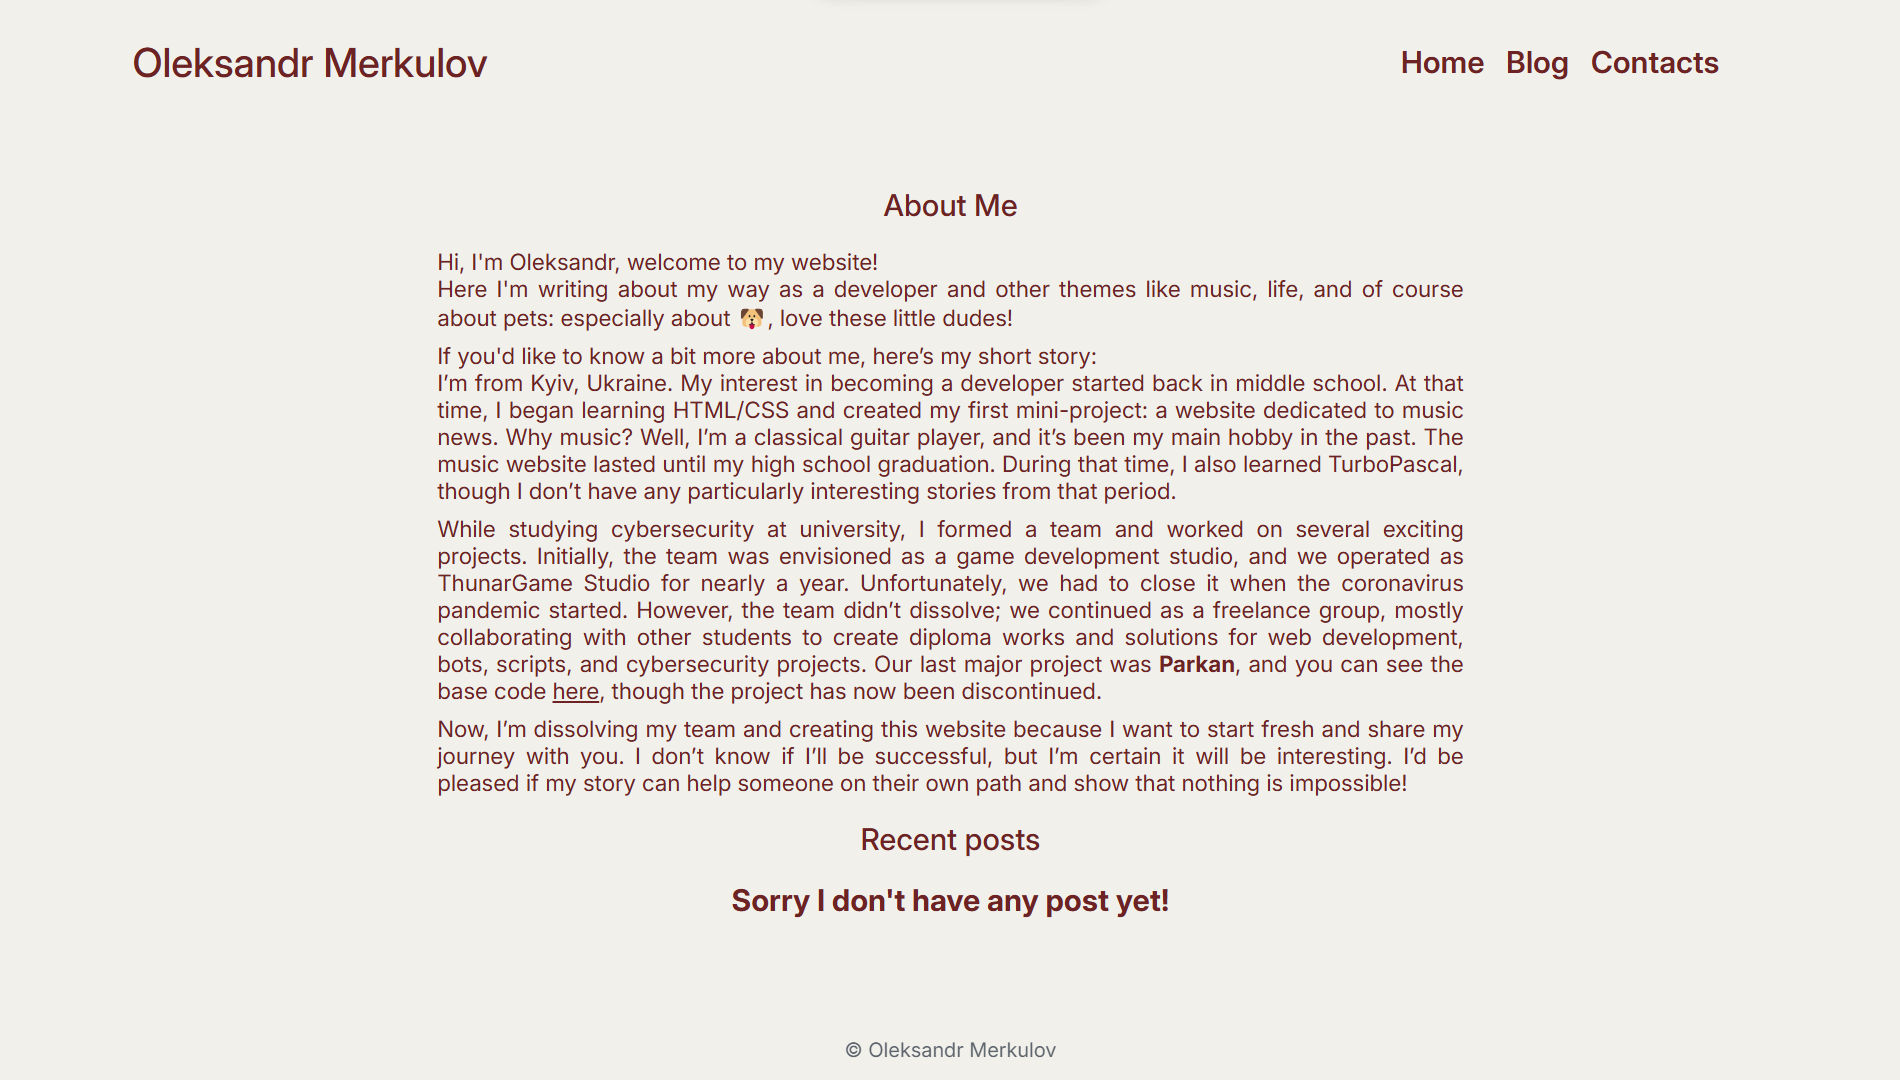 Oleksandr Merkulov
Home Blog Contacts
About Me
Hi, I'm Oleksandr, welcome to my website!
Here I'm writing about my way as a developer and other themes like music, life, and of course
about pets: especially about 🐶, love these little dudes!
If you'd like to know a bit more about me, here’s my short story:
I’m from Kyiv, Ukraine. My interest in becoming a developer started back in middle school. At that
time, I began learning HTML/CSS and created my first mini-project: a website dedicated to music
news. Why music? Well, I’m a classical guitar player, and it’s been my main hobby in the past. The
music website lasted until my high school graduation. During that time, I also learned TurboPascal,
though I don’t have any particularly interesting stories from that period.
While studying cybersecurity at university, I formed a team and worked on several exciting
projects. Initially, the team was envisioned as a game development studio, and we operated as
ThunarGame Studio for nearly a year. Unfortunately, we had to close it when the coronavirus
pandemic started. However, the team didn’t dissolve; we continued as a freelance group, mostly
collaborating with other students to create diploma works and solutions for web development,
bots, scripts, and cybersecurity projects. Our last major project was Parkan, and you can see the
base code here, though the project has now been discontinued.
Now, I’m dissolving my team and creating this website because I want to start fresh and share my
journey with you. I don’t know if I’ll be successful, but I’m certain it will be interesting. I’d be
pleased if my story can help someone on their own path and show that nothing is impossible!
Recent posts
Sorry I don't have any post yet!
© Oleksandr Merkulov